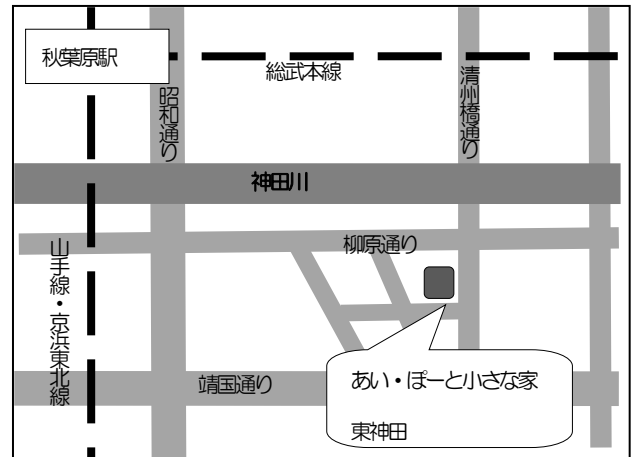 秋葉原駅
総武本線
昭和通り
清州橋通り
神田川
柳原通り
山手線・京浜東北線
靖国通り
あい・ぽーと小さな家
東神田